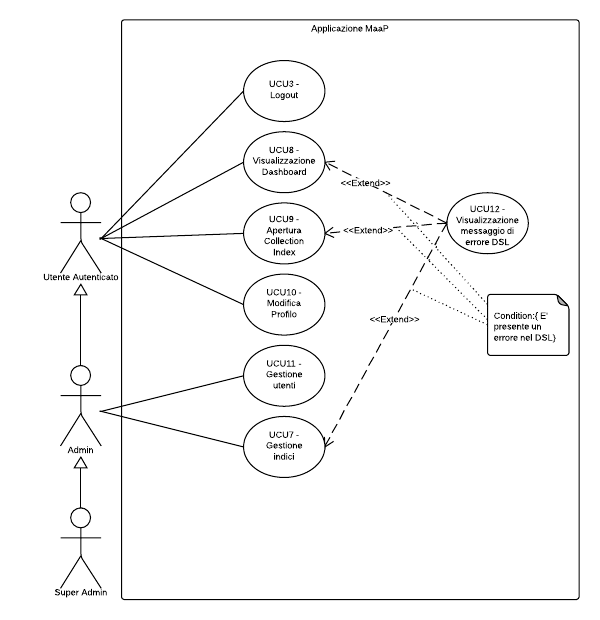 Applicazione MaaP
UCU3 -
Logout
UCU8 -
Visualizzazione
Dashboard
<<Extend>>
UCU12 -
Visualizzazione
messaggio di
errore DSL
UCU9 -
Apertura
Collection
Index
<<Extend>>
Utente Autenticato
UCU10 -
Modifica
Profilo
Condition:{ E'
presente un
errore nel DSL}
<<Extend>>
UCU11 -
Gestione
utenti
Admin
UCU7 -
Gestione
indici
Super Admin